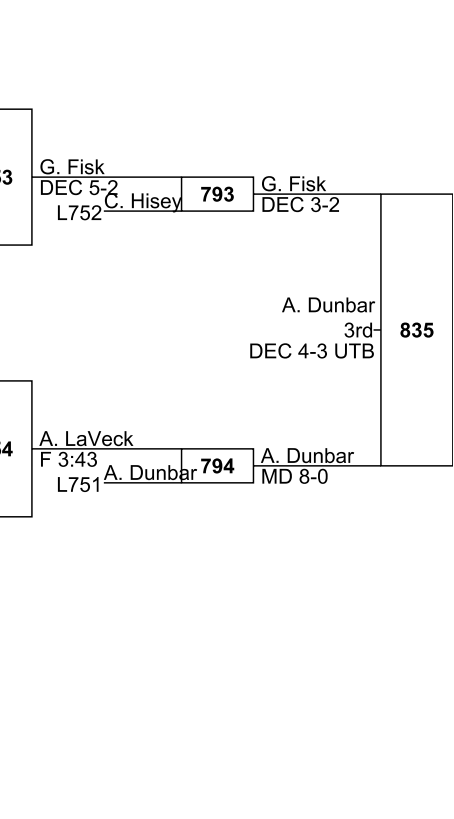 G. Fisk
DEC 5-2
L752
C. Hisey
793
G. Fisk
DEC 3-2
A. Dunbar
3rd
DEC 4-3 UTB
835
A. LaVeck
F 3:43
L751
A. Dunbar
794
A. Dunbar
MD 8-0